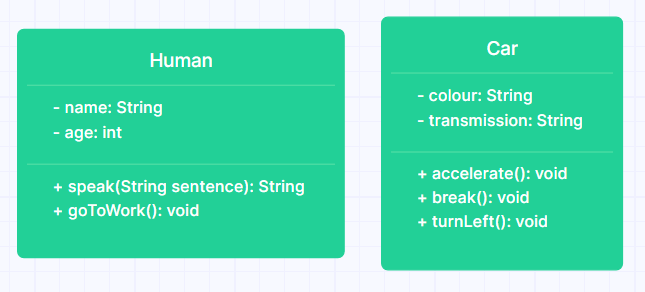 Human
- name: String
- age: int
+ speak(String sentence): String
+ goToWork(): void
Car
- colour: String
- transmission: String
+ accelerate(): void
+ break(): void
+ turnLeft(): void